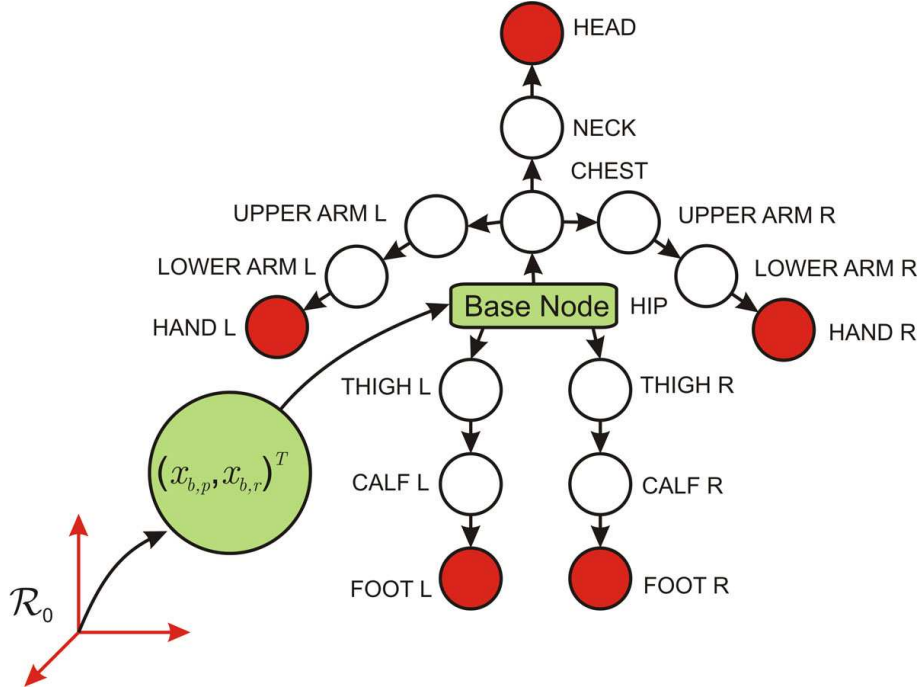 HEAD
NECK
CHEST
UPPER ARM L
UPPER ARM R
LOWER ARM L
LOWER ARM R
Base Node
HIP
HAND L
HAND R
THIGH L
THIGH R
(x_{b,p}, x_{b,r})^T
CALF L
CALF R
FOOT L
FOOT R
ℛ₀